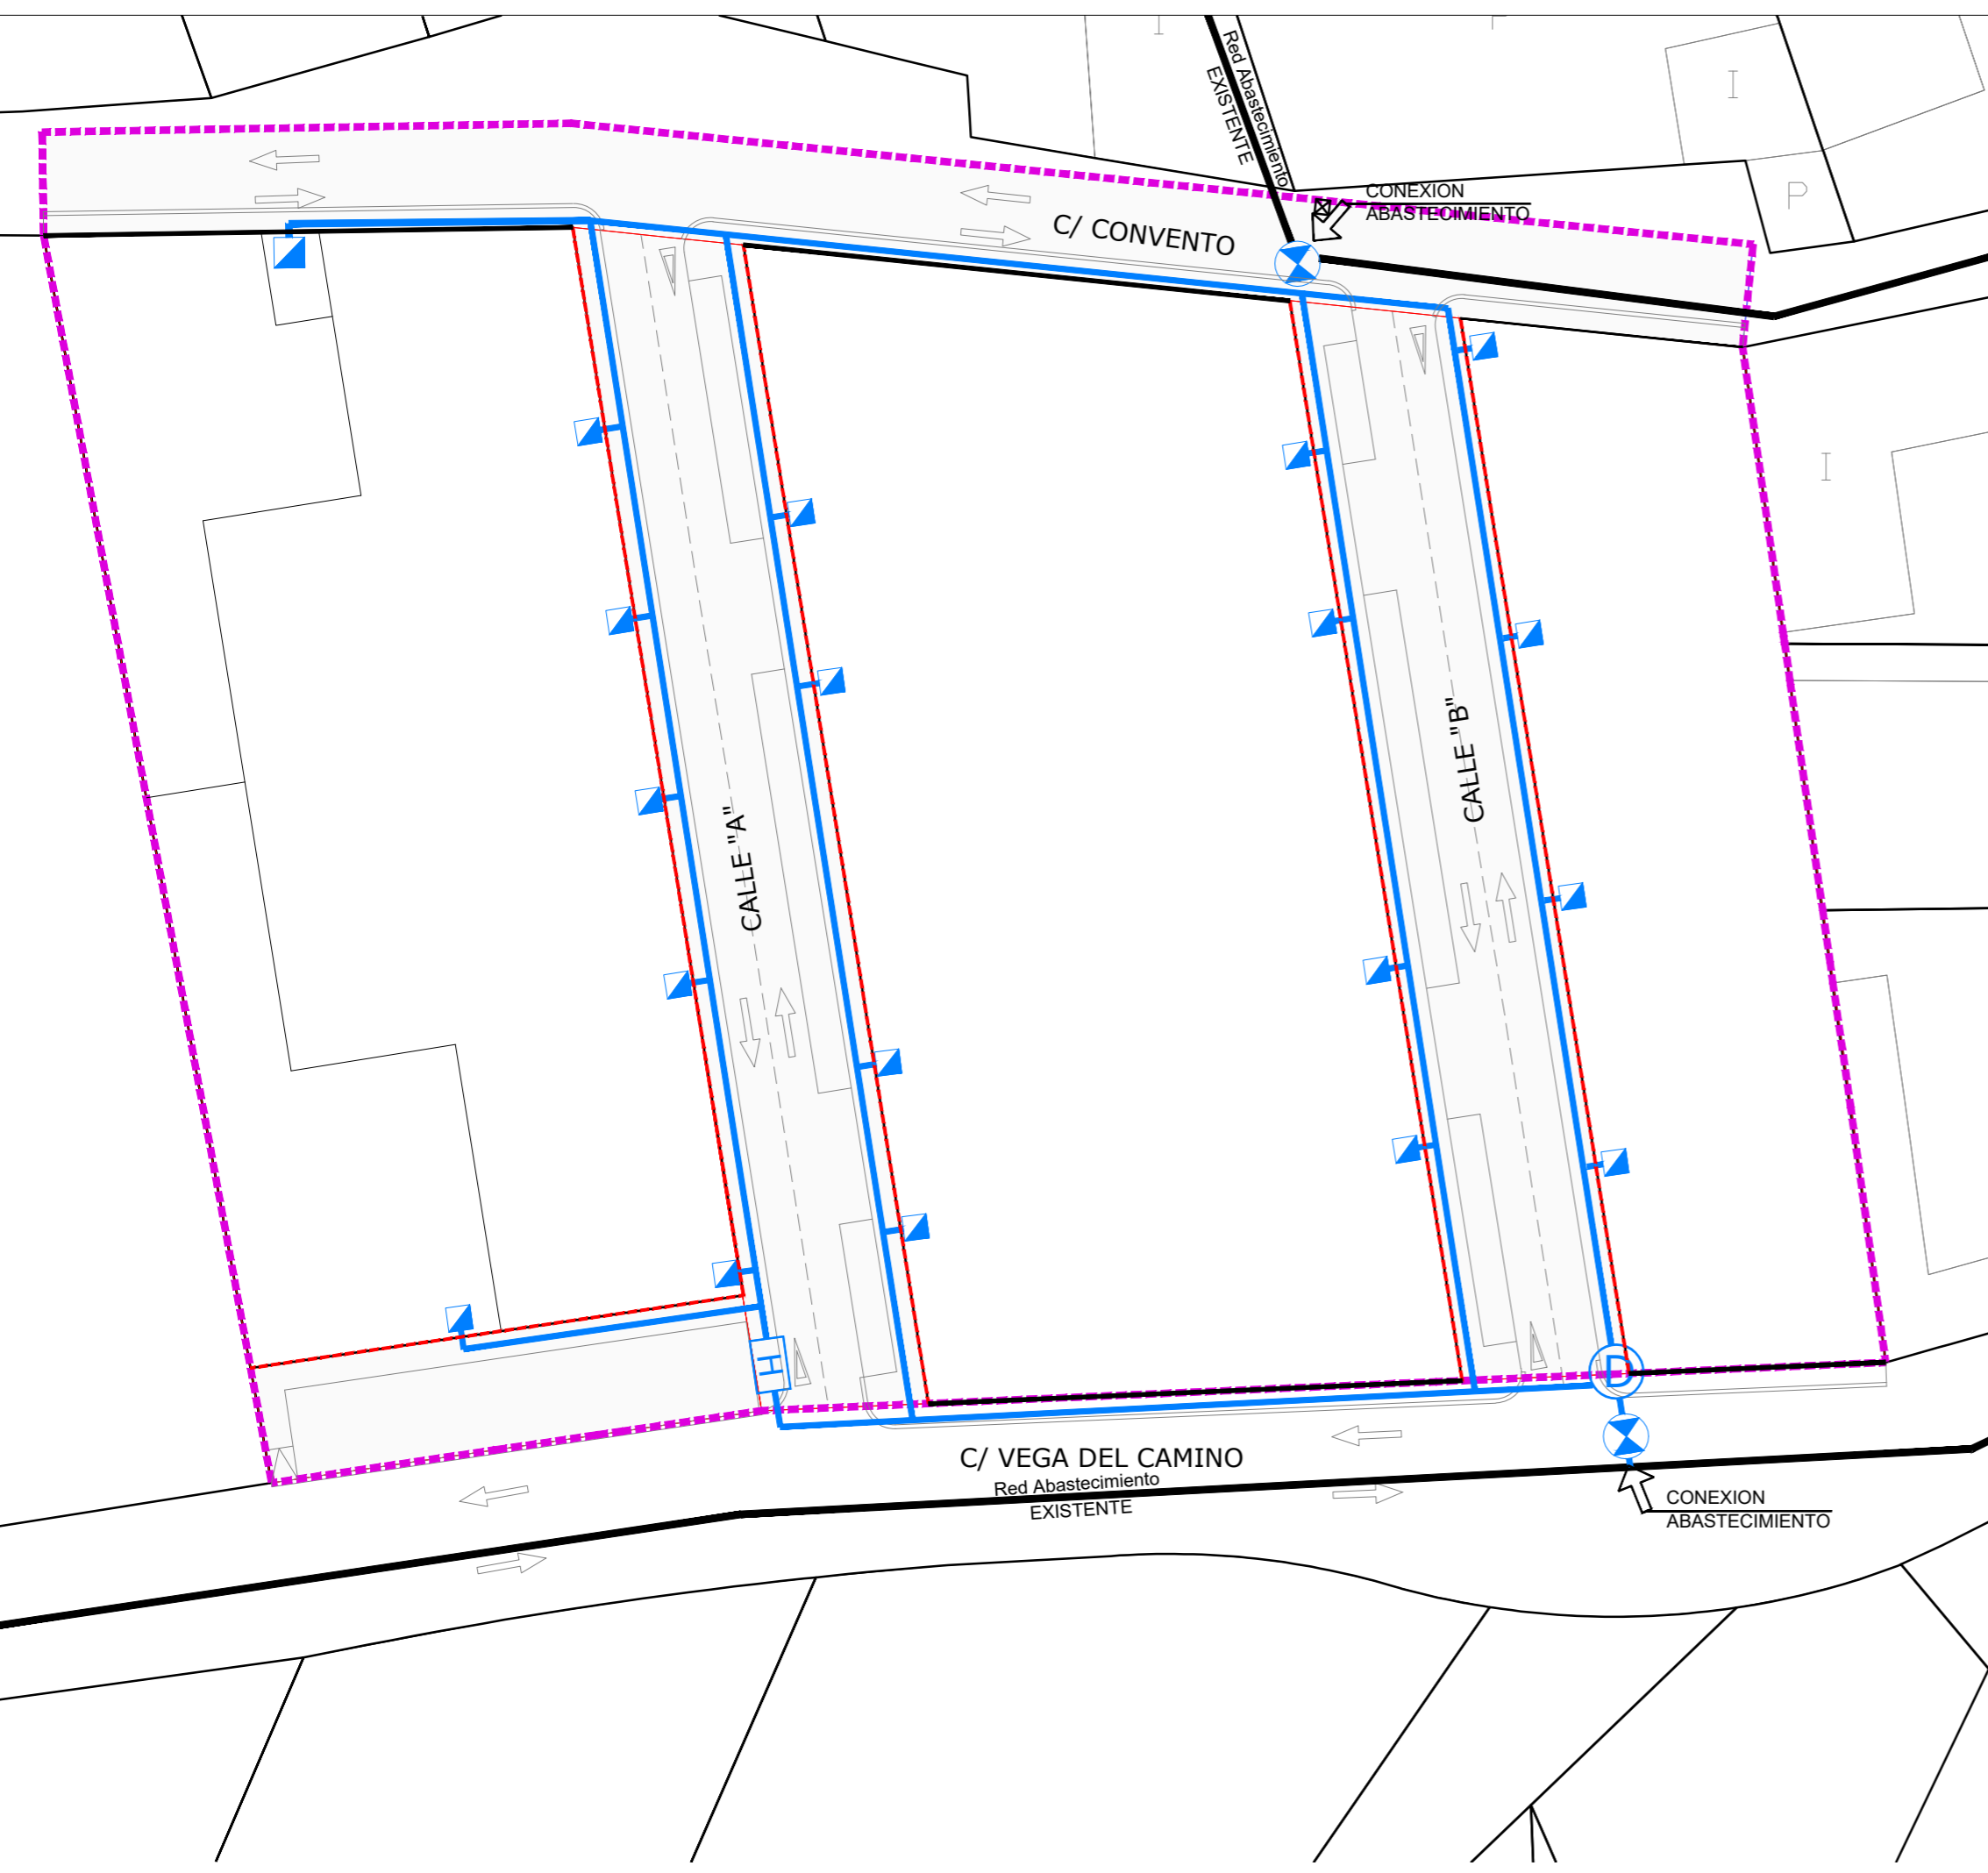 I
Red Abastecimiento
EXISTENTE
I
CONEXION
ABASTECIMIENTO
P
C/ CONVENTO
I
CALLE "B"
CALLE "A"
H
D
C/ VEGA DEL CAMINO
Red Abastecimiento
EXISTENTE
CONEXION
ABASTECIMIENTO